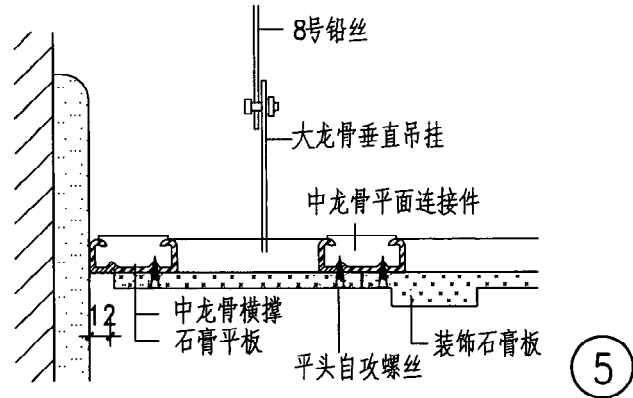 8号铅丝
大龙骨垂直吊挂
中龙骨平面连接件
中龙骨横撑
12
石膏平板
平头自攻螺丝
装饰石膏板
5